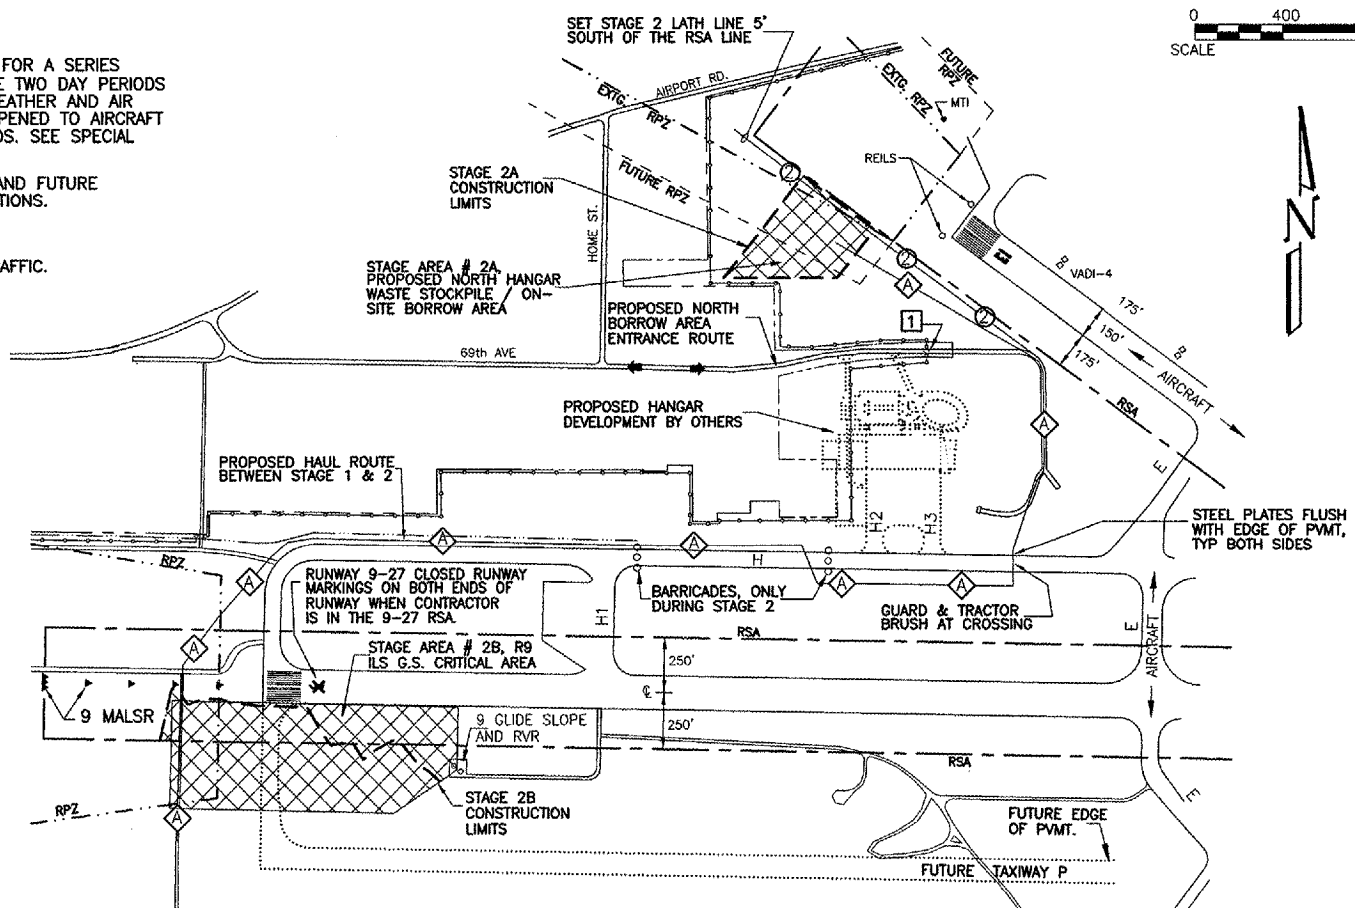 0 400
SCALE
FOR A SERIES
E TWO DAY PERIODS
EATHER AND AIR
PENED TO AIRCRAFT
DS. SEE SPECIAL
AND FUTURE
TIONS.
AFFIC.
SET STAGE 2 LATH LINE 5'
SOUTH OF THE RSA LINE
AIRPORT RD.
EXTG.
RPZ
FUTURE RPZ
EXTG. RPZ
FUTURE
RPZ
MTI
REILS
STAGE 2A
CONSTRUCTION
LIMITS
HOME ST.
2
2
2
A
N
VADI-4
175'
150'
175'
AIRCRAFT
B
B
RSA
STAGE AREA # 2A,
PROPOSED NORTH HANGAR
WASTE STOCKPILE / ON-
SITE BORROW AREA
PROPOSED NORTH
BORROW AREA
ENTRANCE ROUTE
1
69th AVE
PROPOSED HANGAR
DEVELOPMENT BY OTHERS
A
PROPOSED HAUL ROUTE
BETWEEN STAGE 1 & 2
E
H2
H3
STEEL PLATES FLUSH
WITH EDGE OF PVMT,
TYP BOTH SIDES
A
A
H
RPZ
A
RUNWAY 9-27 CLOSED RUNWAY
MARKINGS ON BOTH ENDS OF
RUNWAY WHEN CONTRACTOR
IS IN THE 9-27 RSA.
H1
BARRICADES, ONLY
DURING STAGE 2
A
A
GUARD & TRACTOR
BRUSH AT CROSSING
E
AIRCRAFT
RSA
A
STAGE AREA # 2B, R9
ILS G.S. CRITICAL AREA
250'
℄
250'
9 MALSR
9 GLIDE SLOPE
AND RVR
RSA
E
STAGE 2B
CONSTRUCTION
LIMITS
RPZ
A
FUTURE EDGE
OF PVMT.
FUTURE TAXIWAY P